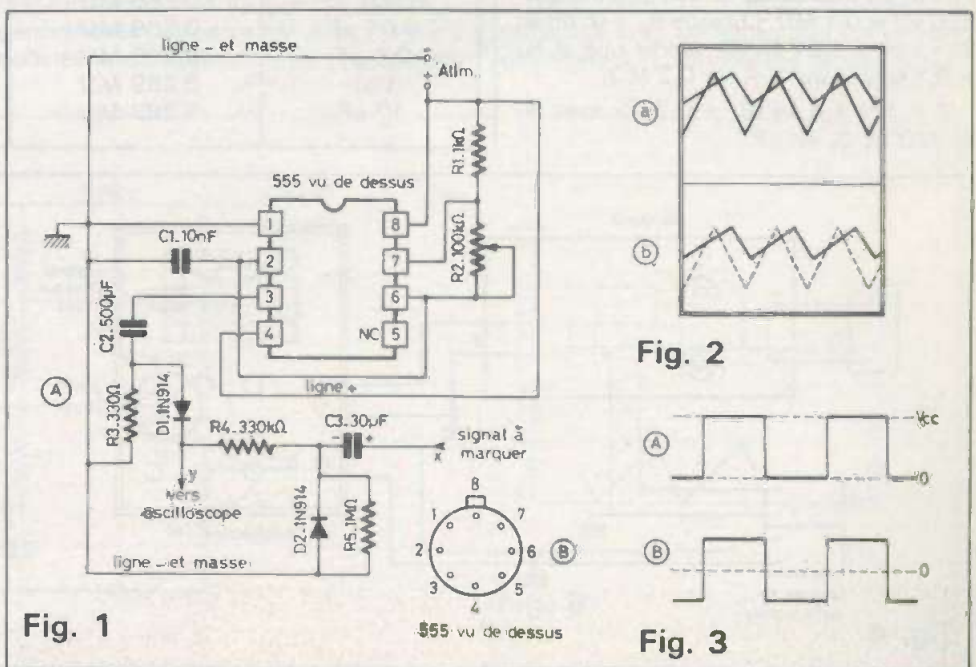 ligne - et masse
Alim.
R1.1kΩ
555 vu de dessus
1
8
C1.10nF
2
7
R2.100kΩ
3
6
C2.500µF
4
NC
5
ligne +
A
R3.330Ω
D1.1N914
R4.330kΩ
C3.30µF
- +
signal à
marquer
x
y
vers
oscilloscope
D2.1N914
R5.1MΩ
ligne - et masse
8
1
7
2
6
B
3
5
4
555 vu de dessus
Fig. 1
a
b
Fig. 2
A
Vcc
0
B
0
Fig. 3